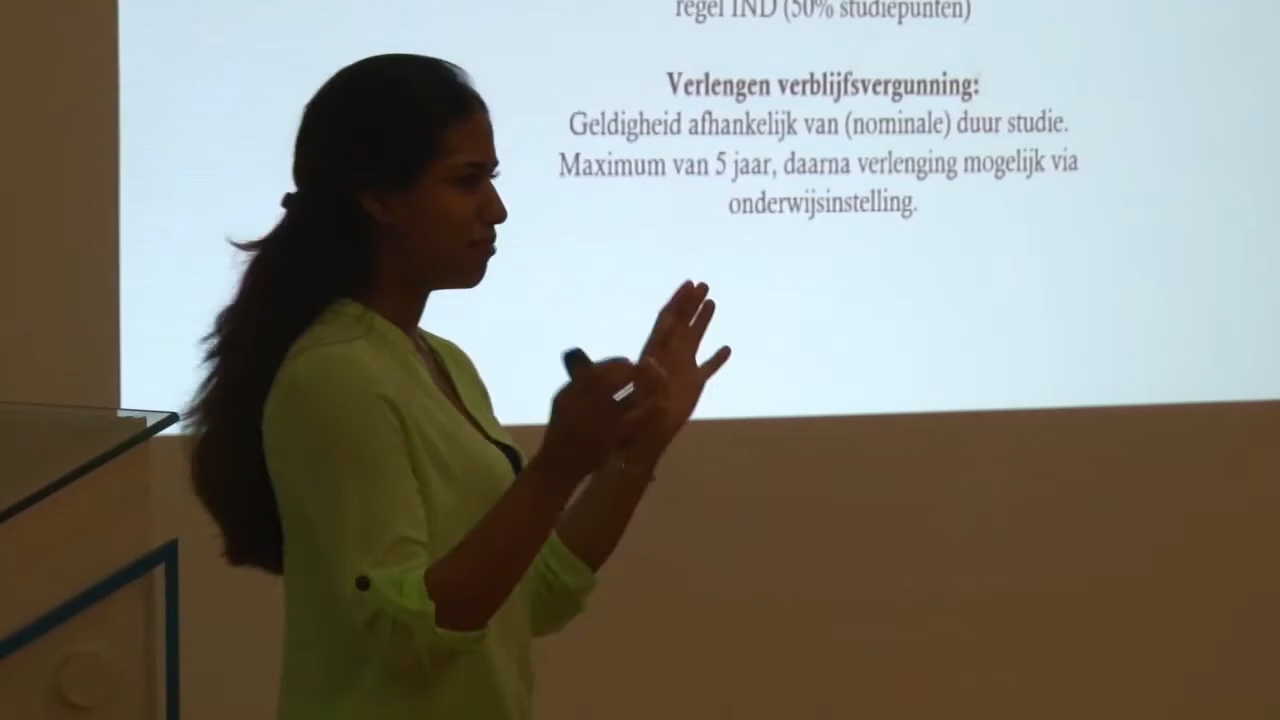 regel IND (50% studiepunten)
Verlengen verblijfsvergunning:
Geldigheid afhankelijk van (nominale) duur studie.
Maximum van 5 jaar, daarna verlenging mogelijk via
onderwijsinstelling.